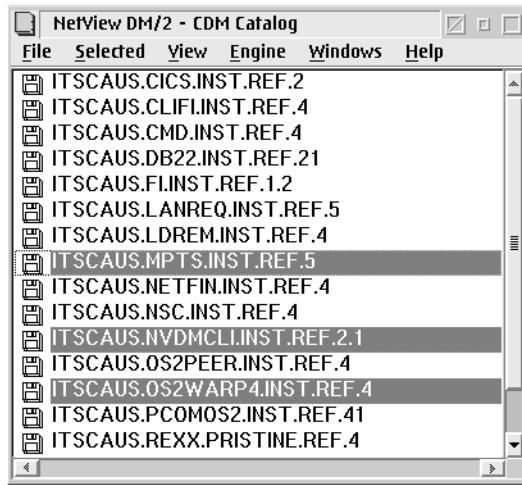 NetView DM/2 - CDM Catalog
File Selected View Engine Windows Help
ITSCAUS.CICS.INST.REF.2
ITSCAUS.CLIFI.INST.REF.4
ITSCAUS.CMD.INST.REF.4
ITSCAUS.DB22.INST.REF.21
ITSCAUS.FI.INST.REF.1.2
ITSCAUS.LANREQ.INST.REF.5
ITSCAUS.LDREM.INST.REF.4
ITSCAUS.MPTS.INST.REF.5
ITSCAUS.NETFIN.INST.REF.4
ITSCAUS.NSC.INST.REF.4
ITSCAUS.NVDMCLI.INST.REF.2.1
ITSCAUS.OS2PEER.INST.REF.4
ITSCAUS.OS2WARP4.INST.REF.4
ITSCAUS.PCOMOS2.INST.REF.41
ITSCAUS.REXX.PRISTINE.REF.4